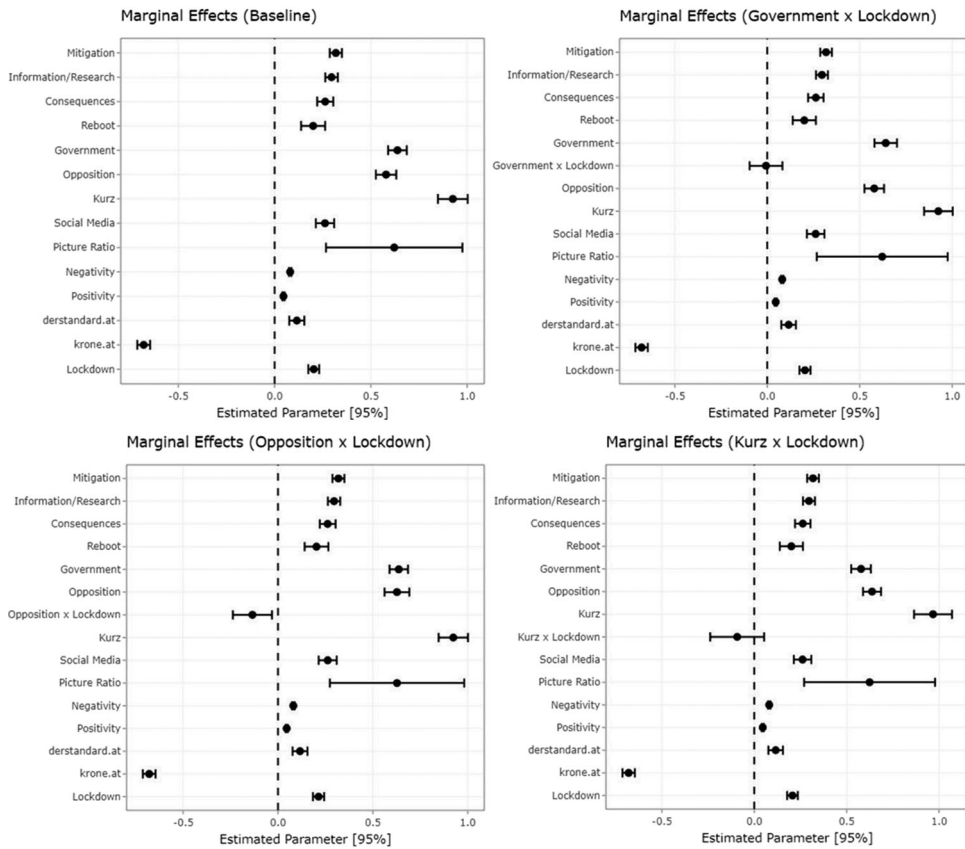 Marginal Effects (Baseline)
Mitigation
Information/Research
Consequences
Reboot
Government
Opposition
Kurz
Social Media
Picture Ratio
Negativity
Positivity
derstandard.at
krone.at
Lockdown
-0.5 0.0 0.5 1.0
Estimated Parameter [95%]
Marginal Effects (Government x Lockdown)
Mitigation
Information/Research
Consequences
Reboot
Government
Government x Lockdown
Opposition
Kurz
Social Media
Picture Ratio
Negativity
Positivity
derstandard.at
krone.at
Lockdown
-0.5 0.0 0.5 1.0
Estimated Parameter [95%]
Marginal Effects (Opposition x Lockdown)
Mitigation
Information/Research
Consequences
Reboot
Government
Opposition
Opposition x Lockdown
Kurz
Social Media
Picture Ratio
Negativity
Positivity
derstandard.at
krone.at
Lockdown
-0.5 0.0 0.5 1.0
Estimated Parameter [95%]
Marginal Effects (Kurz x Lockdown)
Mitigation
Information/Research
Consequences
Reboot
Government
Opposition
Kurz
Kurz x Lockdown
Social Media
Picture Ratio
Negativity
Positivity
derstandard.at
krone.at
Lockdown
-0.5 0.0 0.5 1.0
Estimated Parameter [95%]